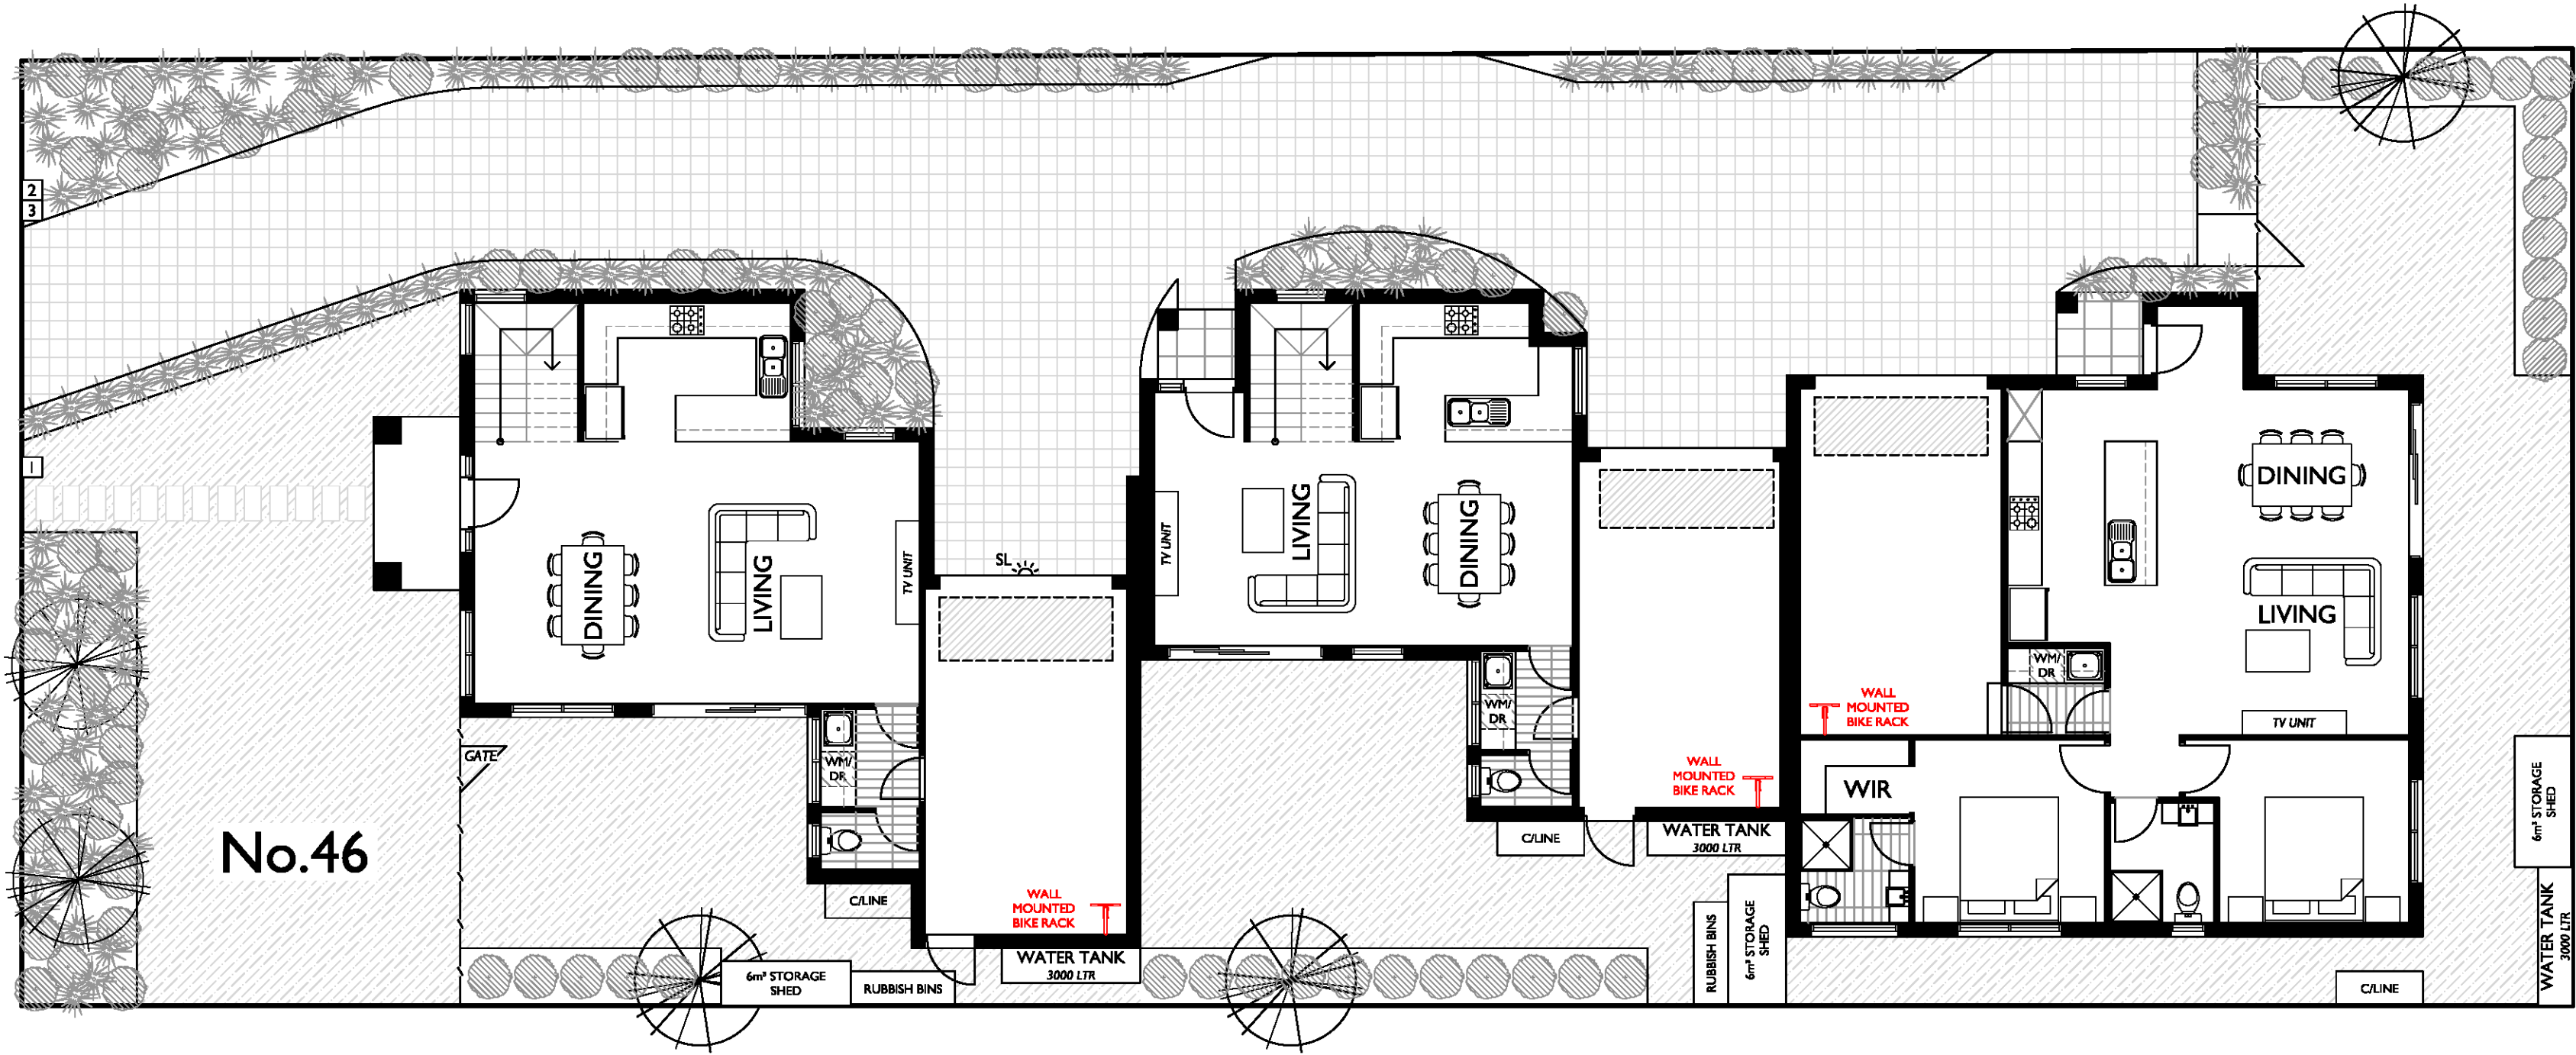 2
3
1
No.46
GATE
DINING
LIVING
TV UNIT
WM/
DR
C/LINE
6m³ STORAGE
SHED
RUBBISH BINS
SL
WALL
MOUNTED
BIKE RACK
WATER TANK
3000 LTR
TV UNIT
LIVING
DINING
WM/
DR
C/LINE
WALL
MOUNTED
BIKE RACK
WATER TANK
3000 LTR
RUBBISH BINS
6m³ STORAGE
SHED
WALL
MOUNTED
BIKE RACK
WM/
DR
DINING
LIVING
TV UNIT
WIR
6m³ STORAGE
SHED
WATER TANK
3000 LTR
C/LINE